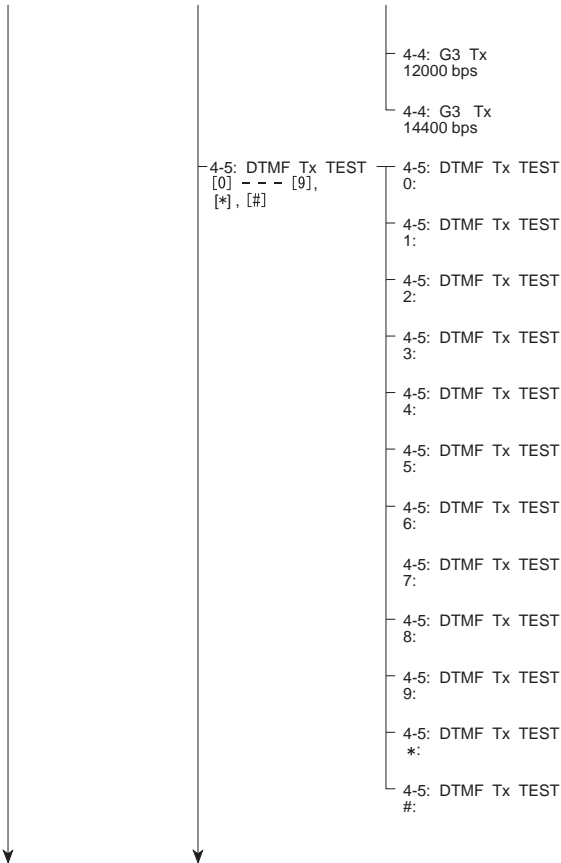 4-4: G3 Tx
12000 bps
4-4: G3 Tx
14400 bps
4-5: DTMF Tx TEST
[0] - - - [9],
[*], [#]
4-5: DTMF Tx TEST
0:
4-5: DTMF Tx TEST
1:
4-5: DTMF Tx TEST
2:
4-5: DTMF Tx TEST
3:
4-5: DTMF Tx TEST
4:
4-5: DTMF Tx TEST
5:
4-5: DTMF Tx TEST
6:
4-5: DTMF Tx TEST
7:
4-5: DTMF Tx TEST
8:
4-5: DTMF Tx TEST
9:
4-5: DTMF Tx TEST
*:
4-5: DTMF Tx TEST
#: